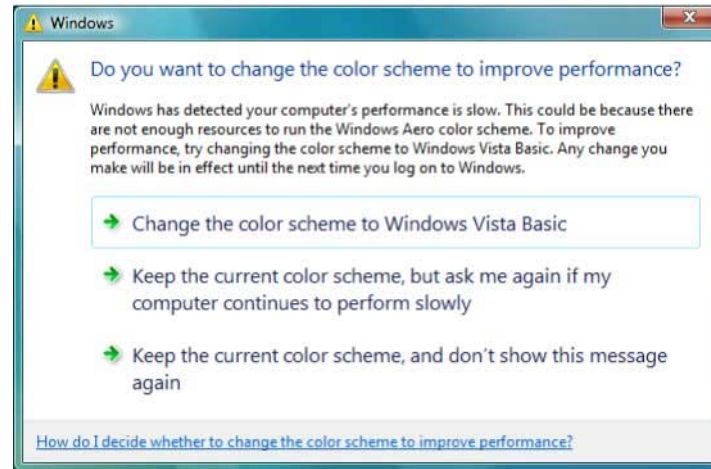 Windows
Do you want to change the color scheme to improve performance?
Windows has detected your computer's performance is slow. This could be because there
are not enough resources to run the Windows Aero color scheme. To improve
performance, try changing the color scheme to Windows Vista Basic. Any change you
make will be in effect until the next time you log on to Windows.
Change the color scheme to Windows Vista Basic
Keep the current color scheme, but ask me again if my
computer continues to perform slowly
Keep the current color scheme, and don't show this message
again
How do I decide whether to change the color scheme to improve performance?